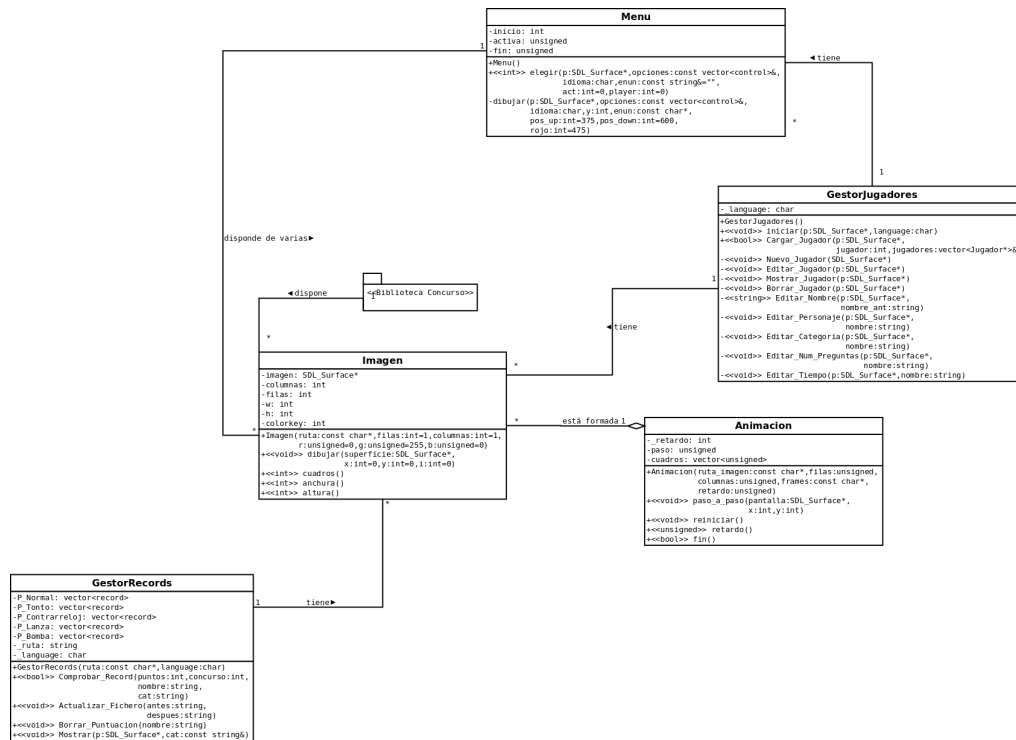 Menu
-inicio: int
-activa: unsigned
-fin: unsigned
+Menu()
+<<int>> elegir(p:SDL_Surface*,opciones:const vector<control>&,
idioma:char,enun:const string&="",
act:int=0,player:int=0)
-dibujar(p:SDL_Surface*,opciones:const vector<control>&,
idioma:char,y:int,enun:const char*,
pos_up:int=375,pos_down:int=600,
rojo:int=475)
1
◄tiene
*
1
GestorJugadores
-_language: char
+GestorJugadores()
+<<void>> iniciar(p:SDL_Surface*,language:char)
+<<bool>> Cargar_Jugador(p:SDL_Surface*,
jugador:int,jugadores:vector<Jugador*>&
-<<void>> Nuevo_Jugador(SDL_Surface*)
-<<void>> Editar_Jugador(p:SDL_Surface*)
-<<void>> Mostrar_Jugador(p:SDL_Surface*)
-<<void>> Borrar_Jugador(p:SDL_Surface*)
-<<string>> Editar_Nombre(p:SDL_Surface*,
nombre_ant:string)
-<<void>> Editar_Personaje(p:SDL_Surface*,
nombre:string)
-<<void>> Editar_Categoria(p:SDL_Surface*,
nombre:string)
-<<void>> Editar_Num_Preguntas(p:SDL_Surface*,
nombre:string)
-<<void>> Editar_Tiempo(p:SDL_Surface*,nombre:string)
disponde de varias►
<<Biblioteca Concurso>>
◄dispone
1
*
1
◄tiene
*
Imagen
-imagen: SDL_Surface*
-columnas: int
-filas: int
-w: int
-h: int
-colorkey: int
+Imagen(ruta:const char*,filas:int=1,columnas:int=1,
r:unsigned=0,g:unsigned=255,b:unsigned=0)
+<<void>> dibujar(superficie:SDL_Surface*,
x:int=0,y:int=0,i:int=0)
+<<int>> cuadros()
+<<int>> anchura()
+<<int>> altura()
*
*
está formada 1
Animacion
-_retardo: int
-paso: unsigned
-cuadros: vector<unsigned>
+Animacion(ruta_imagen:const char*,filas:unsigned,
columnas:unsigned,frames:const char*,
retardo:unsigned)
+<<void>> paso_a_paso(pantalla:SDL_Surface*,
x:int,y:int)
+<<void>> reiniciar()
+<<unsigned>> retardo()
+<<bool>> fin()
*
GestorRecords
-P_Normal: vector<record>
-P_Tonto: vector<record>
-P_Contrarreloj: vector<record>
-P_Lanza: vector<record>
-P_Bomba: vector<record>
-_ruta: string
-_language: char
+GestorRecords(ruta:const char*,language:char)
+<<bool>> Comprobar_Record(puntos:int,concurso:int,
nombre:string,
cat:string)
+<<void>> Actualizar_Fichero(antes:string,
despues:string)
+<<void>> Borrar_Puntuacion(nombre:string)
+<<void>> Mostrar(p:SDL_Surface*,cat:const string&)
1
tiene►